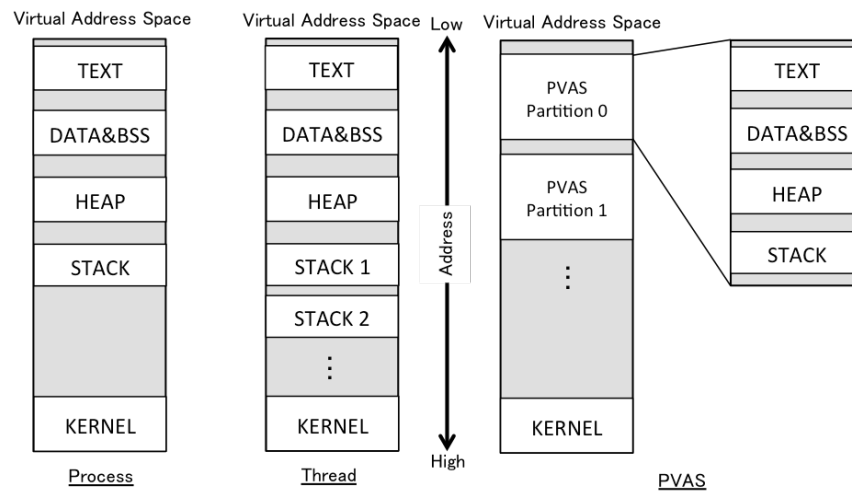 Virtual Address Space
TEXT
DATA&BSS
HEAP
STACK
KERNEL
Process
Virtual Address Space
TEXT
DATA&BSS
HEAP
STACK 1
STACK 2
⋮
KERNEL
Thread
Low
Address
High
Virtual Address Space
PVAS
Partition 0
PVAS
Partition 1
⋮
KERNEL
TEXT
DATA&BSS
HEAP
STACK
PVAS